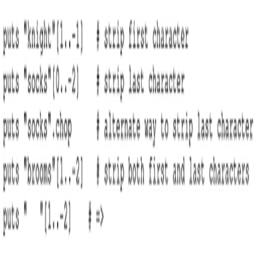 puts "knight"[1..-1]  # strip first character
puts "socks"[0..-2]  # strip last character
puts "socks".chop  # alternate way to strip last character
puts "brooms"[1..-2]  # strip both first and last characters
puts "  "[1..-2]  # =>